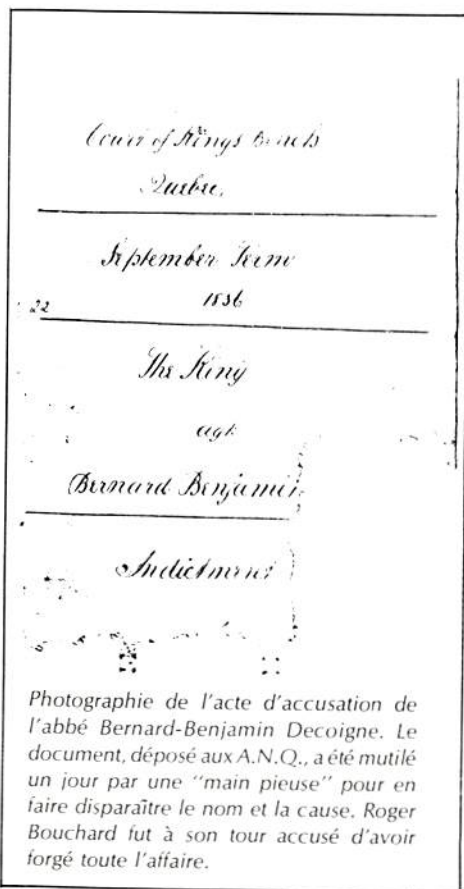 Court of Kings Bench
Quebec,
September Term
22 1836
The King
agt
Bernard Benjamin
Indictment
Photographie de l'acte d'accusation de
l'abbé Bernard-Benjamin Decoigne. Le
document, déposé aux A.N.Q., a été mutilé
un jour par une "main pieuse" pour en
faire disparaître le nom et la cause. Roger
Bouchard fut à son tour accusé d'avoir
forgé toute l'affaire.